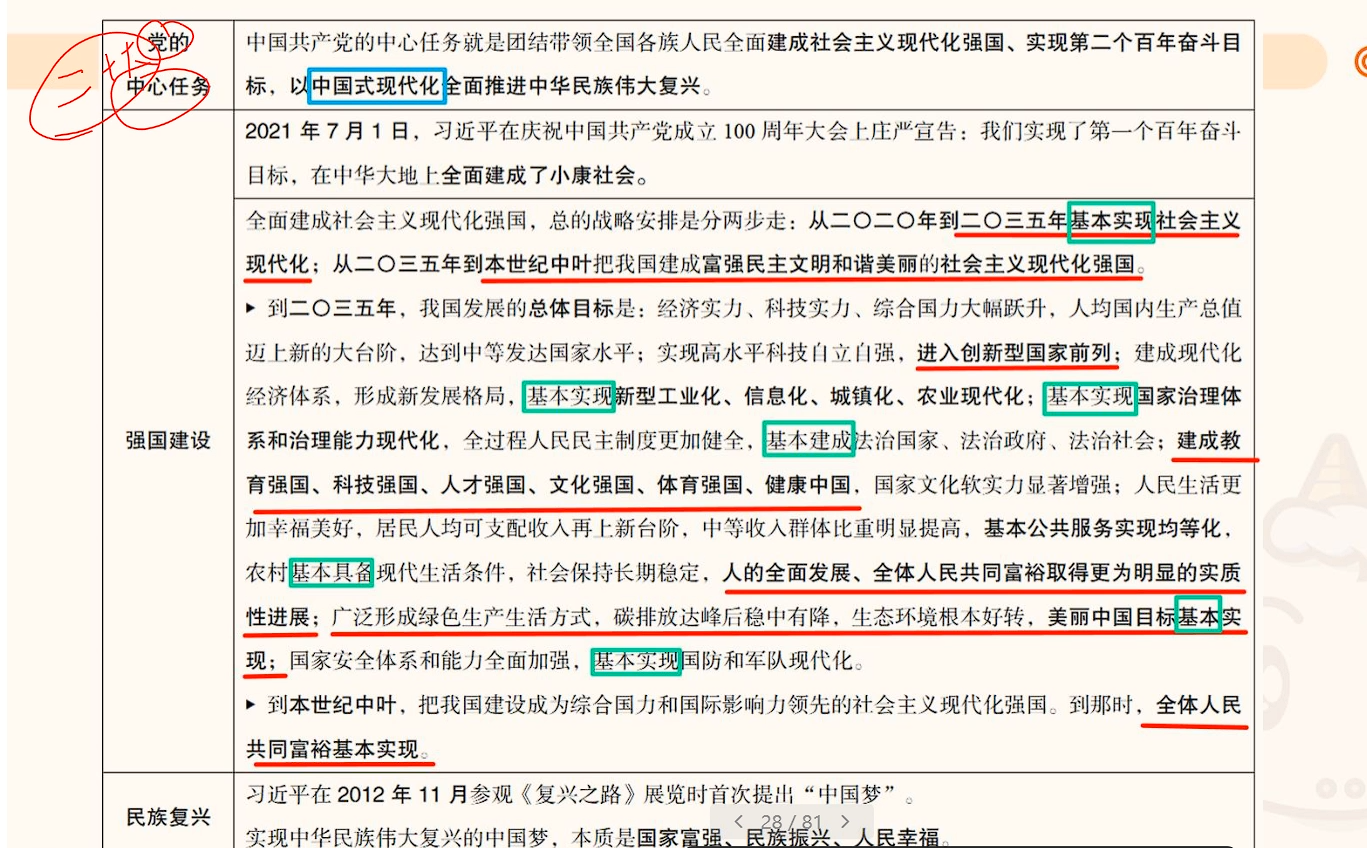 党的
中心任务
中国共产党的中心任务就是团结带领全国各族人民全面建成社会主义现代化强国、实现第二个百年奋斗目
标，以中国式现代化全面推进中华民族伟大复兴。
强国建设
2021 年 7 月 1 日，习近平在庆祝中国共产党成立 100 周年大会上庄严宣告：我们实现了第一个百年奋斗
目标，在中华大地上全面建成了小康社会。
全面建成社会主义现代化强国，总的战略安排是分两步走：从二〇二〇年到二〇三五年基本实现社会主义
现代化；从二〇三五年到本世纪中叶把我国建成富强民主文明和谐美丽的社会主义现代化强国。
▶ 到二〇三五年，我国发展的总体目标是：经济实力、科技实力、综合国力大幅跃升，人均国内生产总值
迈上新的大台阶，达到中等发达国家水平；实现高水平科技自立自强，进入创新型国家前列；建成现代化
经济体系，形成新发展格局，基本实现新型工业化、信息化、城镇化、农业现代化；基本实现国家治理体
系和治理能力现代化，全过程人民民主制度更加健全，基本建成法治国家、法治政府、法治社会；建成教
育强国、科技强国、人才强国、文化强国、体育强国、健康中国，国家文化软实力显著增强；人民生活更
加幸福美好，居民人均可支配收入再上新台阶，中等收入群体比重明显提高，基本公共服务实现均等化，
农村基本具备现代生活条件，社会保持长期稳定，人的全面发展、全体人民共同富裕取得更为明显的实质
性进展；广泛形成绿色生产生活方式，碳排放达峰后稳中有降，生态环境根本好转，美丽中国目标基本实
现；国家安全体系和能力全面加强，基本实现国防和军队现代化。
▶ 到本世纪中叶，把我国建设成为综合国力和国际影响力领先的社会主义现代化强国。到那时，全体人民
共同富裕基本实现。
民族复兴
习近平在 2012 年 11 月参观《复兴之路》展览时首次提出“中国梦”。
实现中华民族伟大复兴的中国梦，本质是国家富强、民族振兴、人民幸福。
28 / 81